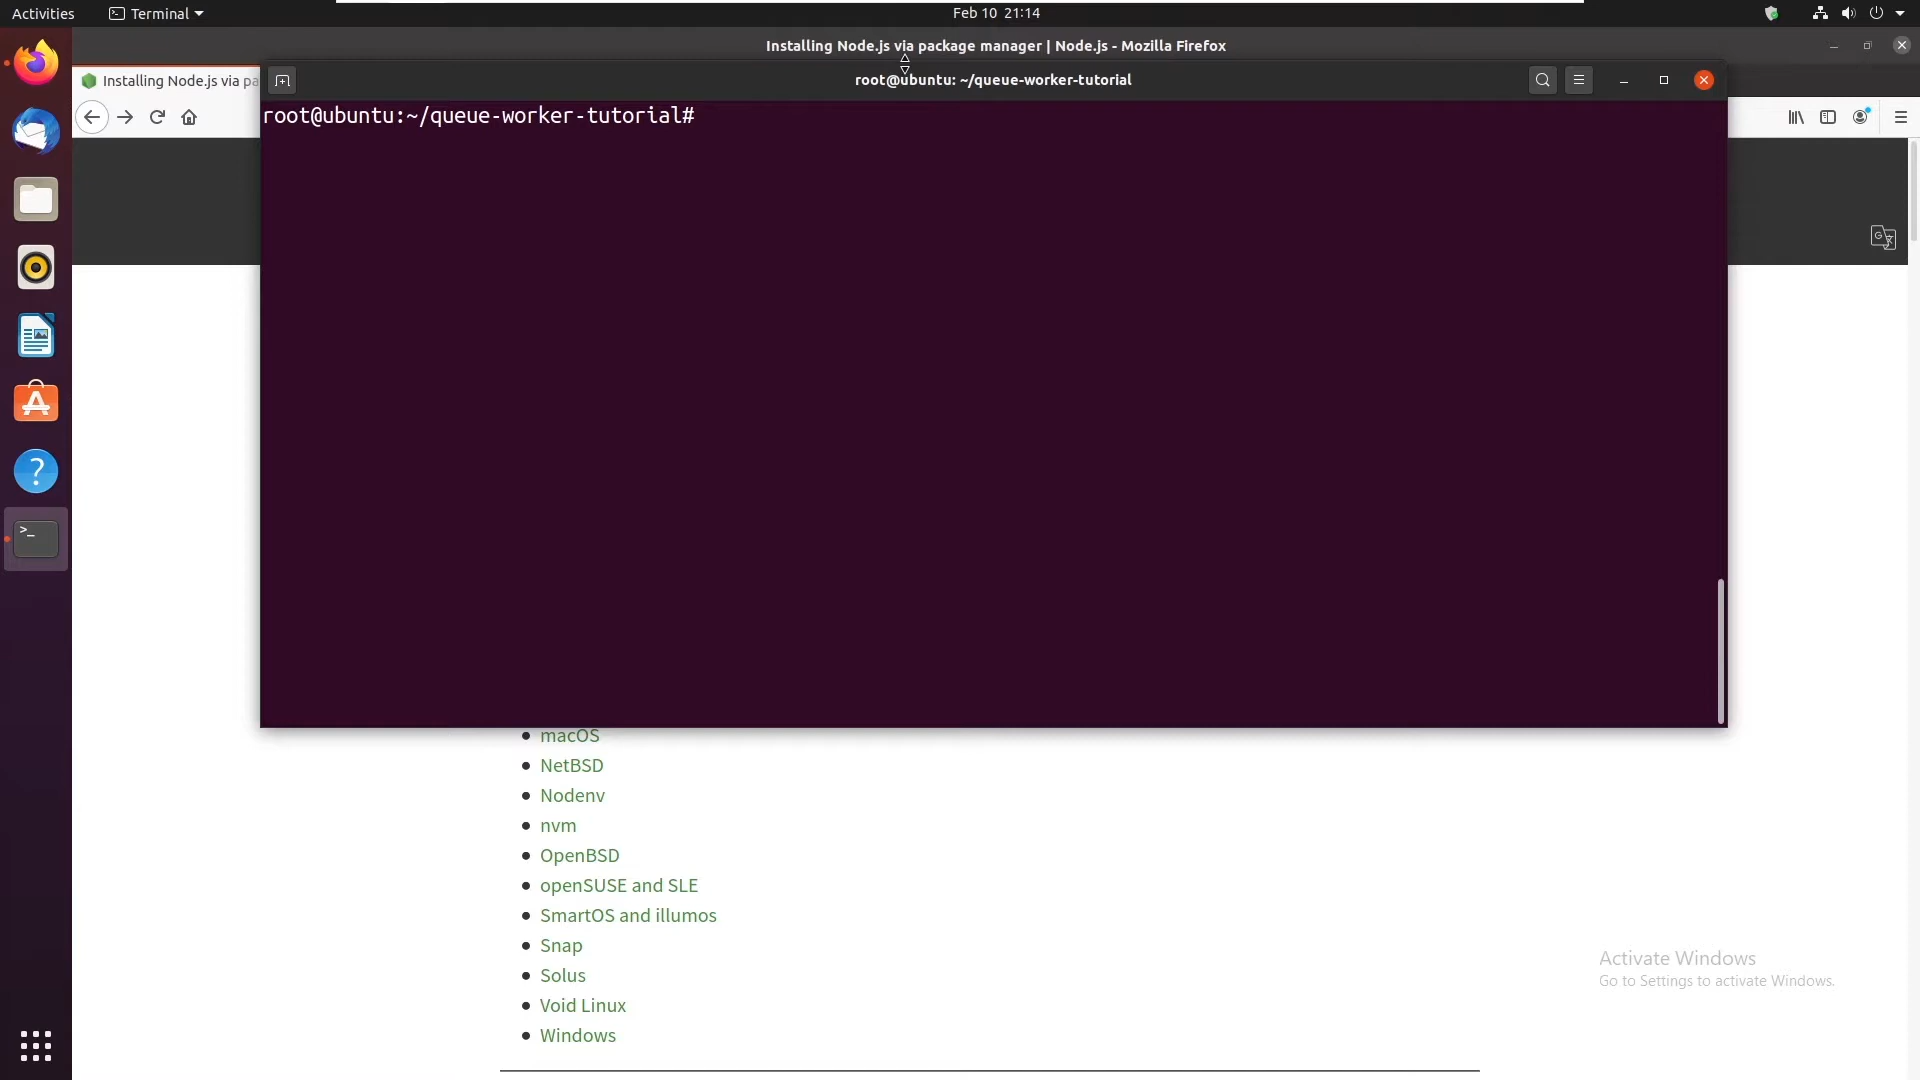 Activities
Terminal
Feb 10 21:14
Installing Node.js via package manager | Node.js - Mozilla Firefox
Installing Node.js via pa
root@ubuntu: ~/queue-worker-tutorial
root@ubuntu:~/queue-worker-tutorial#
macOS
NetBSD
Nodenv
nvm
OpenBSD
openSUSE and SLE
SmartOS and illumos
Snap
Solus
Void Linux
Windows
Activate Windows
Go to Settings to activate Windows.